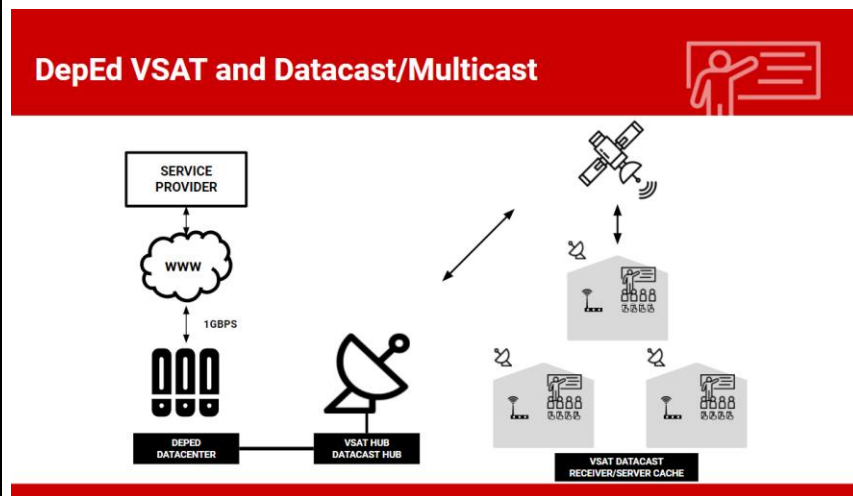 DepEd VSAT and Datacast/Multicast
SERVICE
PROVIDER
WWW
1GBPS
DEPED
DATACENTER
VSAT HUB
DATACAST HUB
VSAT DATACAST
RECEIVER/SERVER CACHE